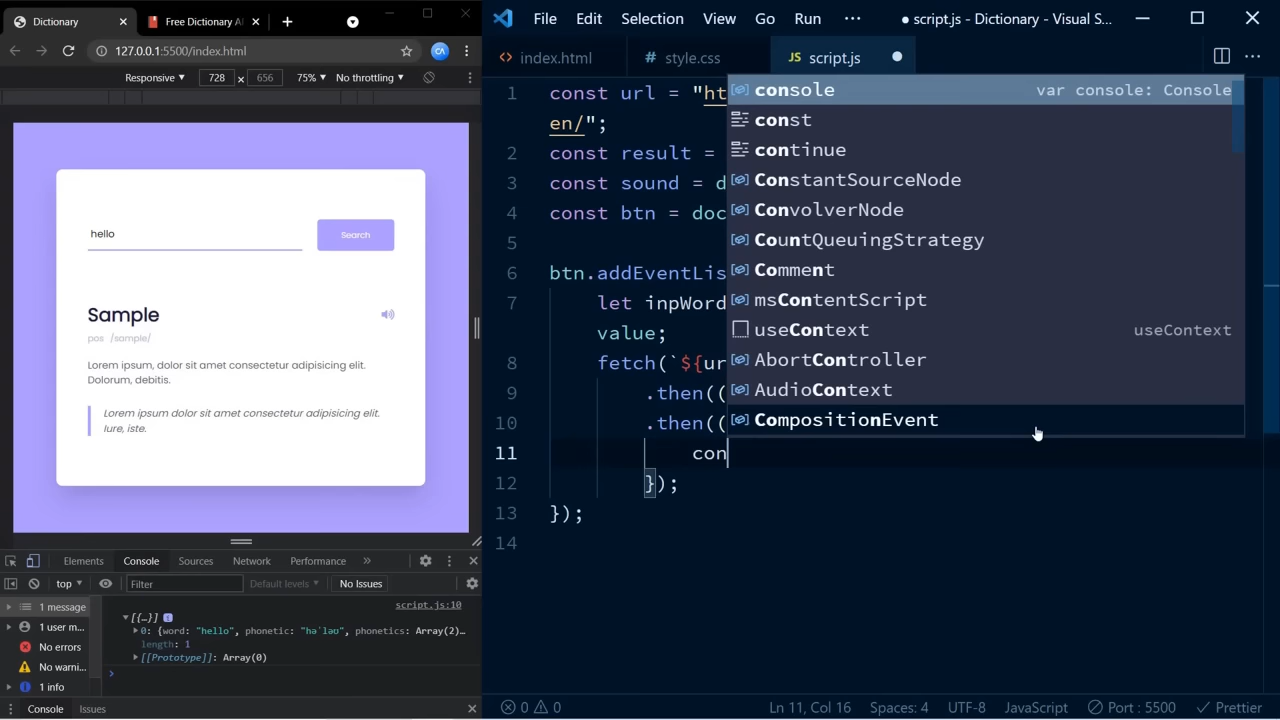 Dictionary
Free Dictionary A
127.0.0.1:5500/index.html
Responsive
728
×
656
75%
No throttling
hello
Search
Sample
pos /sample/
Lorem ipsum, dolor sit amet consectetur adipisicing elit.
Dolorum, debitis.
Lorem ipsum dolor sit amet consectetur adipisicing elit.
Iure, iste.
Elements
Console
Sources
Network
Performance
»
top
Filter
Default levels
No Issues
1 message
1 user m...
No errors
No warni...
1 info
script.js:10
[{…}]
0: {word: "hello", phonetic: "həˈləʊ", phonetics: Array(2)…
length: 1
[[Prototype]]: Array(0)
Console
Issues
File
Edit
Selection
View
Go
Run
...
● script.js - Dictionary - Visual S...
index.html
# style.css
JS script.js
1 const url = "ht
en/";
2 const result =
3 const sound = d
4 const btn = doc
5
6 btn.addEventLis
7 let inpWord
value;
8 fetch(`${ur
9 .then((
10 .then((
11 con
12 });
13 });
14
console var console: Console
const
continue
ConstantSourceNode
ConvolverNode
CountQueuingStrategy
Comment
msContentScript
useContext useContext
AbortController
AudioContext
CompositionEvent
0
0
Ln 11, Col 16
Spaces: 4
UTF-8
JavaScript
Port : 5500
Prettier